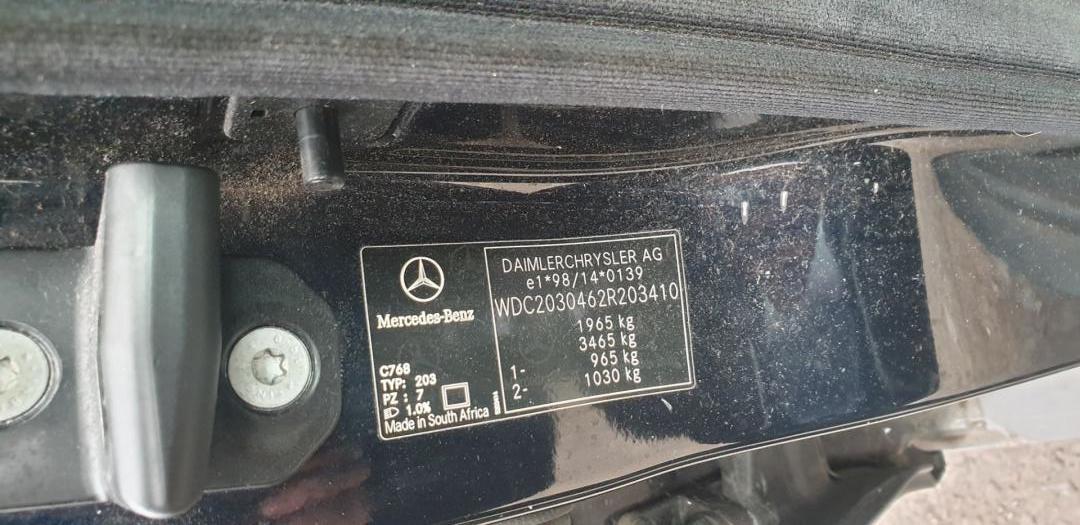 Mercedes-Benz
C768
TYP: 203
PZ : 7
1.0%
Made in South Africa
DAIMLERCHRYSLER AG
e1*98/14*0139
WDC2030462R203410
1965 kg
3465 kg
1- 965 kg
2- 1030 kg